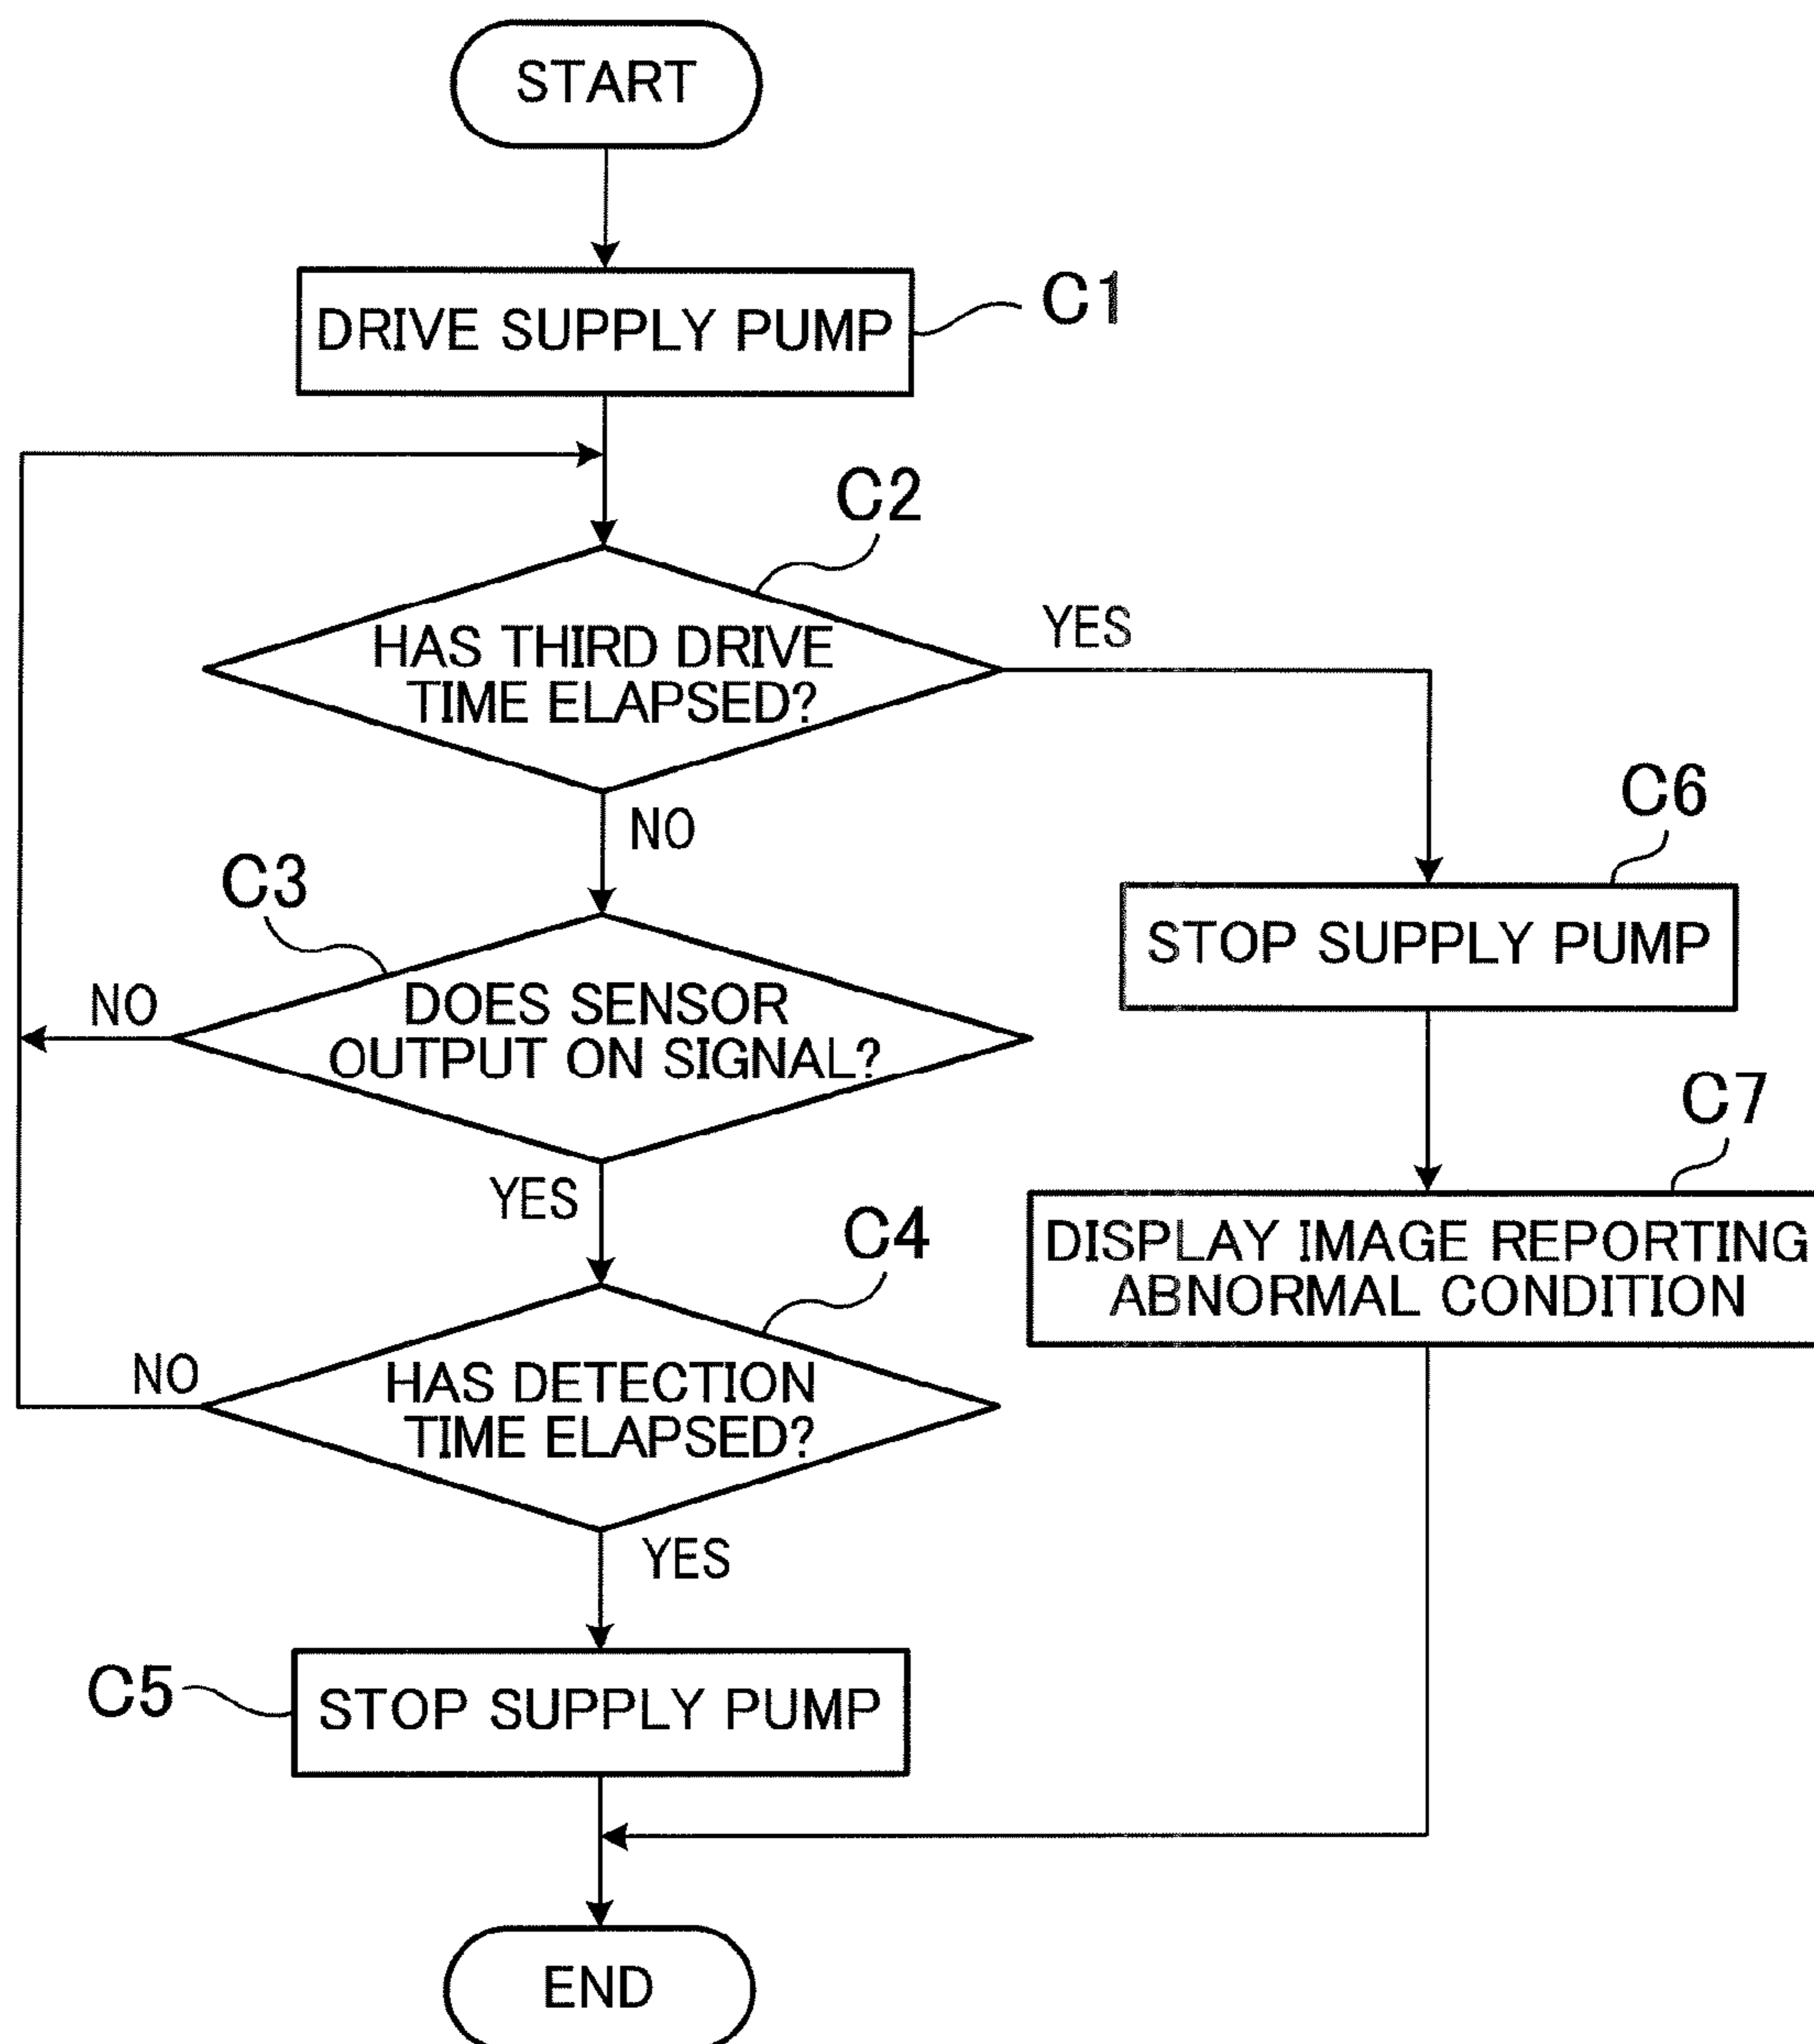 START
DRIVE SUPPLY PUMP
C1
C2
HAS THIRD DRIVE
TIME ELAPSED?
YES
NO
C6
STOP SUPPLY PUMP
C3
DOES SENSOR
OUTPUT ON SIGNAL?
NO
YES
C7
DISPLAY IMAGE REPORTING
ABNORMAL CONDITION
C4
HAS DETECTION
TIME ELAPSED?
NO
YES
C5
STOP SUPPLY PUMP
END